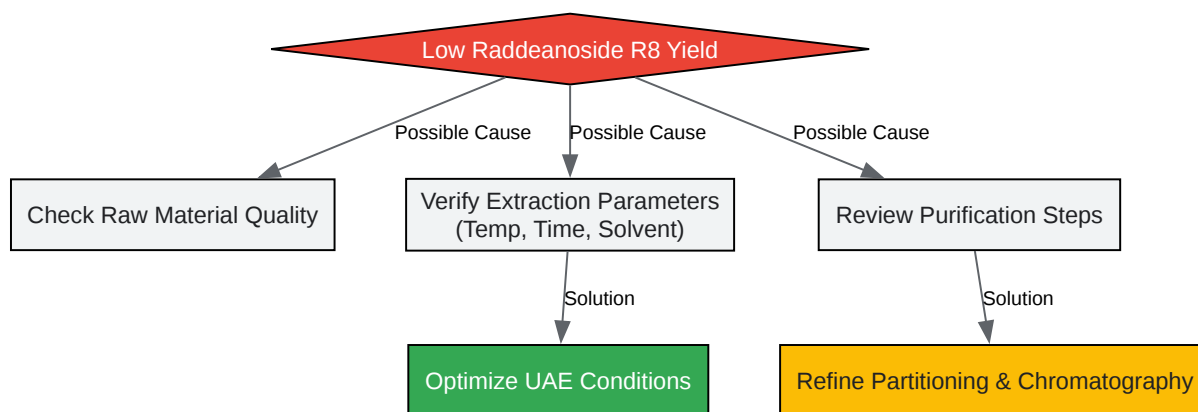 Low Raddeanoside R8 Yield
Possible Cause
Possible Cause
Possible Cause
Check Raw Material Quality
Verify Extraction Parameters
(Temp, Time, Solvent)
Review Purification Steps
Solution
Solution
Optimize UAE Conditions
Refine Partitioning & Chromatography